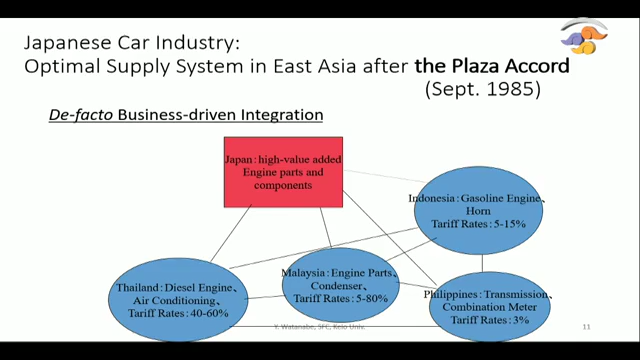 Japanese Car Industry:
Optimal Supply System in East Asia after the Plaza Accord
(Sept. 1985)
De-facto Business-driven Integration
Japan：high-value added
Engine parts and
components
Indonesia：Gasoline Engine、
Horn
Tariff Rates：5-15%
Thailand：Diesel Engine、
Air Conditioning、
Tariff Rates：40-60%
Malaysia：Engine Parts、
Condenser、
Tariff Rates：5-80%
Philippines：Transmission、
Combination Meter
Tariff Rates：3%
Y. Watanabe, SFC, Keio Univ.
11